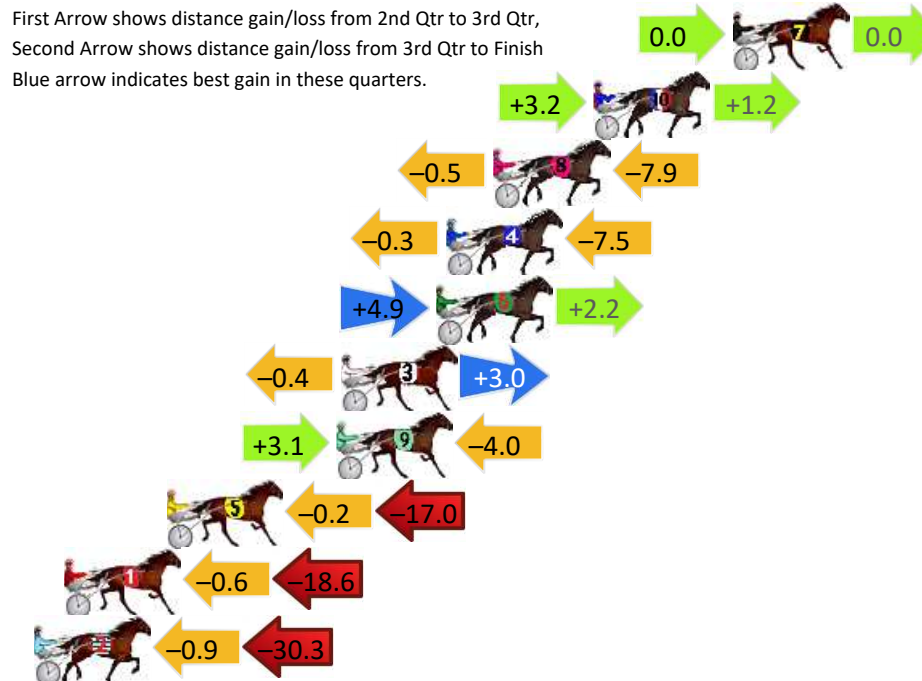 First Arrow shows distance gain/loss from 2nd Qtr to 3rd Qtr,
Second Arrow shows distance gain/loss from 3rd Qtr to Finish
Blue arrow indicates best gain in these quarters.
0.0 7 0.0
+3.2 10 +1.2
–0.5 8 –7.9
–0.3 4 –7.5
+4.9 6 +2.2
–0.4 3 +3.0
+3.1 9 –4.0
5 –0.2 –17.0
1 –0.6 –18.6
2 –0.9 –30.3